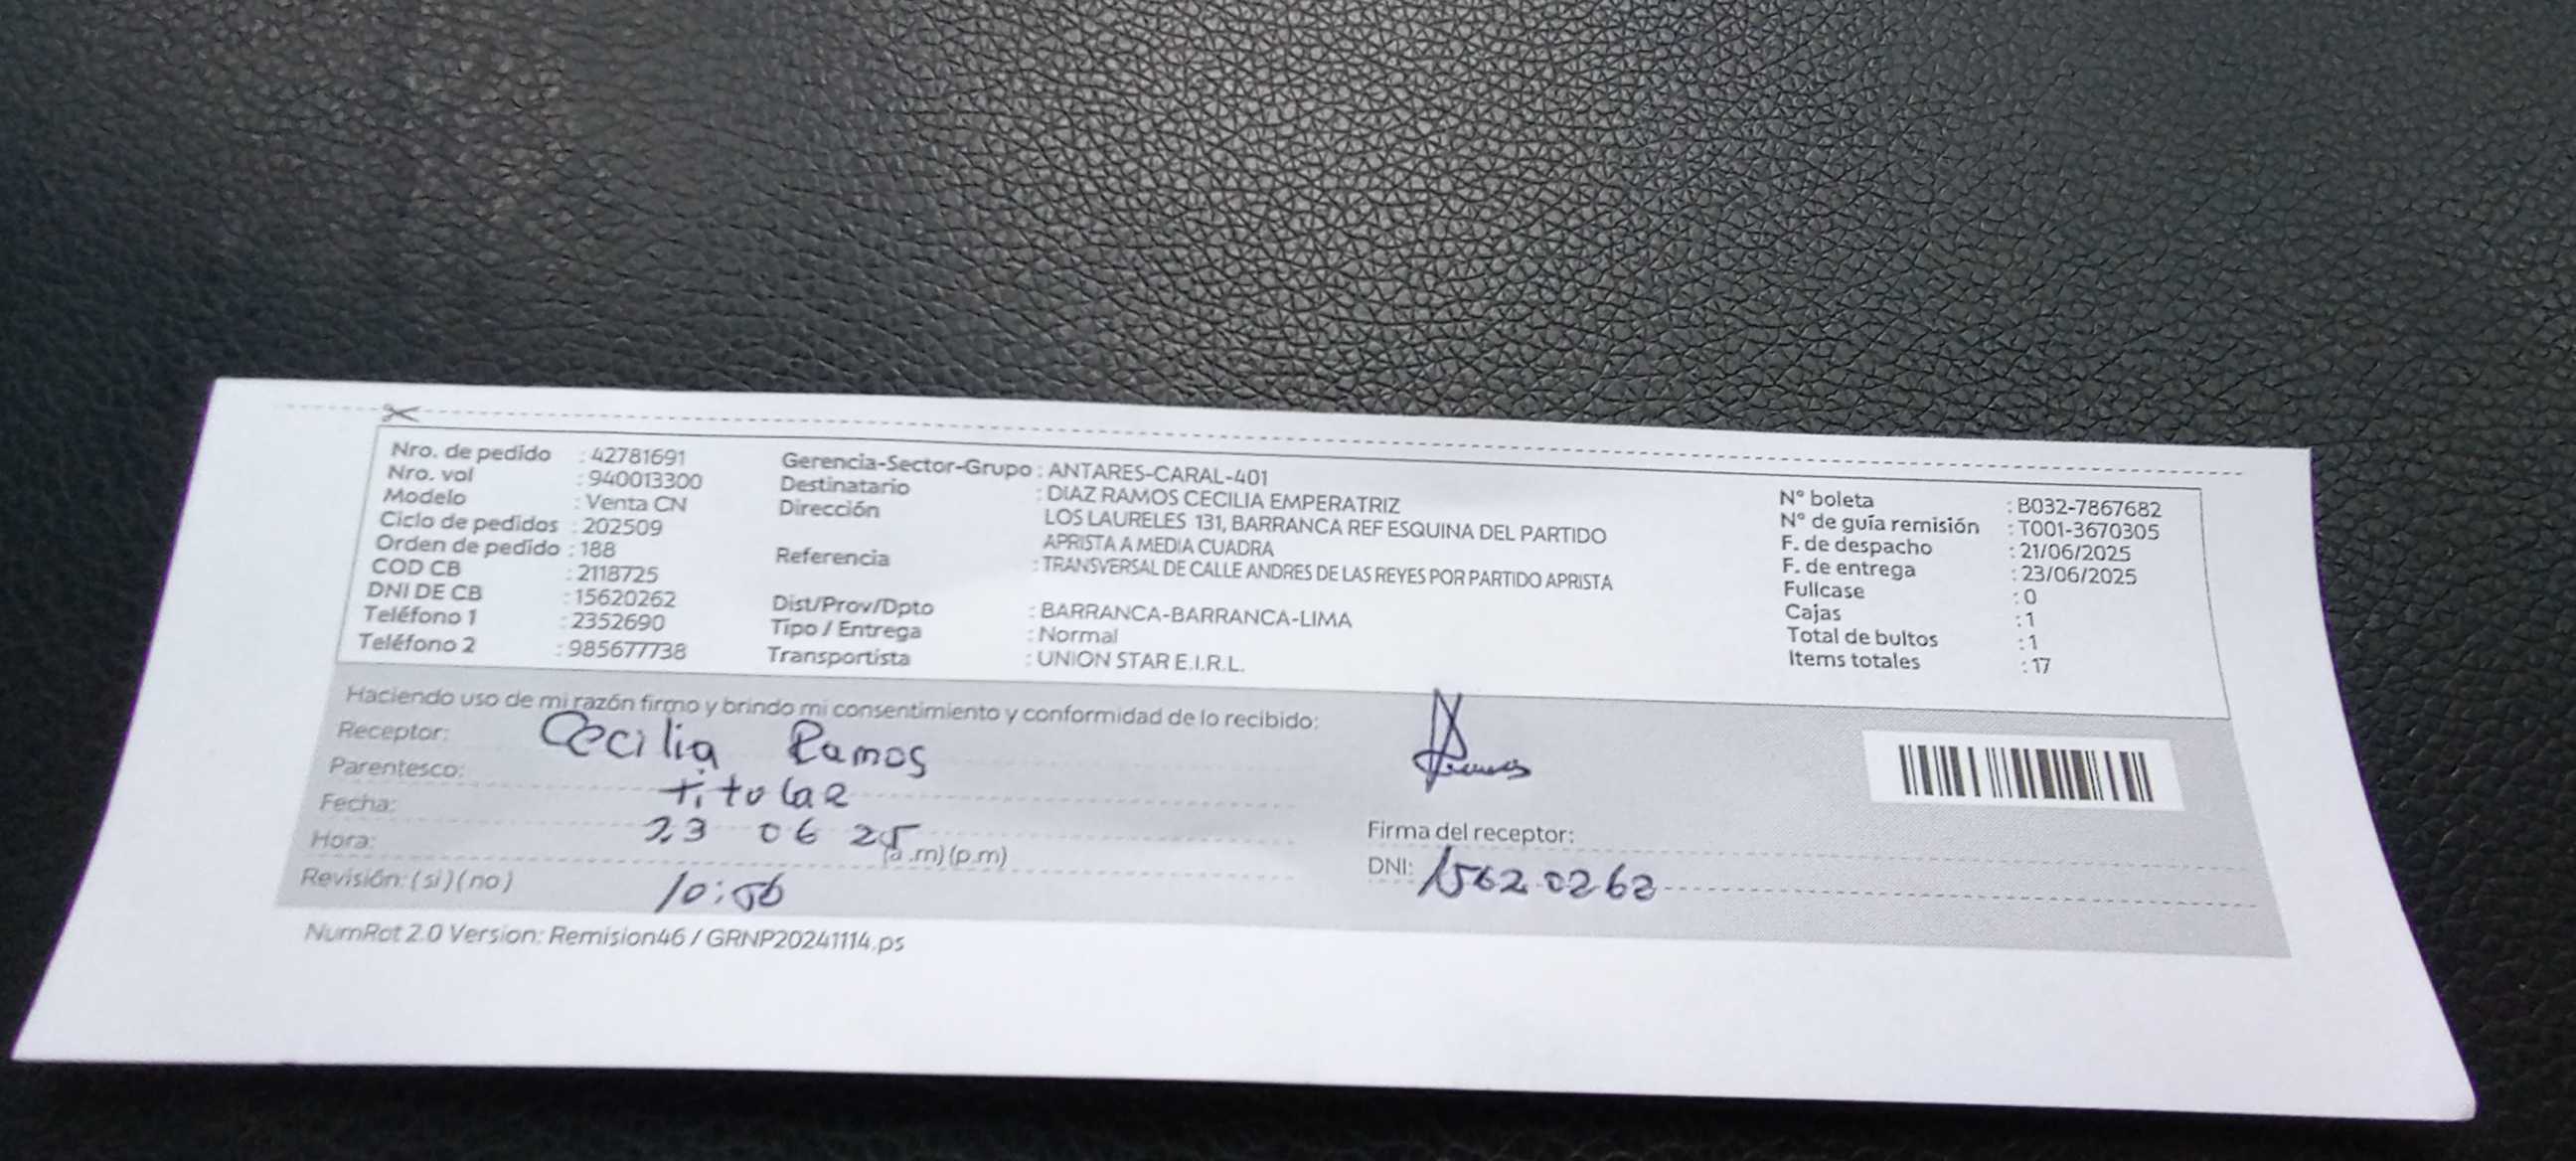 Nro. de pedido : 42781691
Nro. vol : 940013300
Modelo : Venta CN
Ciclo de pedidos : 202509
Orden de pedido : 188
COD CB : 2118725
DNI DE CB : 15620262
Teléfono 1 : 2352690
Teléfono 2 : 985677738
Gerencia-Sector-Grupo : ANTARES-CARAL-401
Destinatario : DIAZ RAMOS CECILIA EMPERATRIZ
Dirección LOS LAURELES 131, BARRANCA REF ESQUINA DEL PARTIDO
APRISTA A MEDIA CUADRA
Referencia : TRANSVERSAL DE CALLE ANDRES DE LAS REYES POR PARTIDO APRISTA
Dist/Prov/Dpto : BARRANCA-BARRANCA-LIMA
Tipo / Entrega : Normal
Transportista : UNION STAR E.I.R.L.
N° boleta : B032-7867682
N° de guía remisión : T001-3670305
F. de despacho : 21/06/2025
F. de entrega : 23/06/2025
Fullcase : 0
Cajas : 1
Total de bultos : 1
Items totales : 17
Haciendo uso de mi razón firmo y brindo mi consentimiento y conformidad de lo recibido:
Receptor: Cecilia Ramos
Parentesco: titular
Fecha: 23 06 25
Hora: (a.m) (p.m)
Revisión: (si) (no) 10:56
Firma del receptor:
DNI: 15620262
NumRot 2.0 Version: Remision46 / GRNP20241114.ps